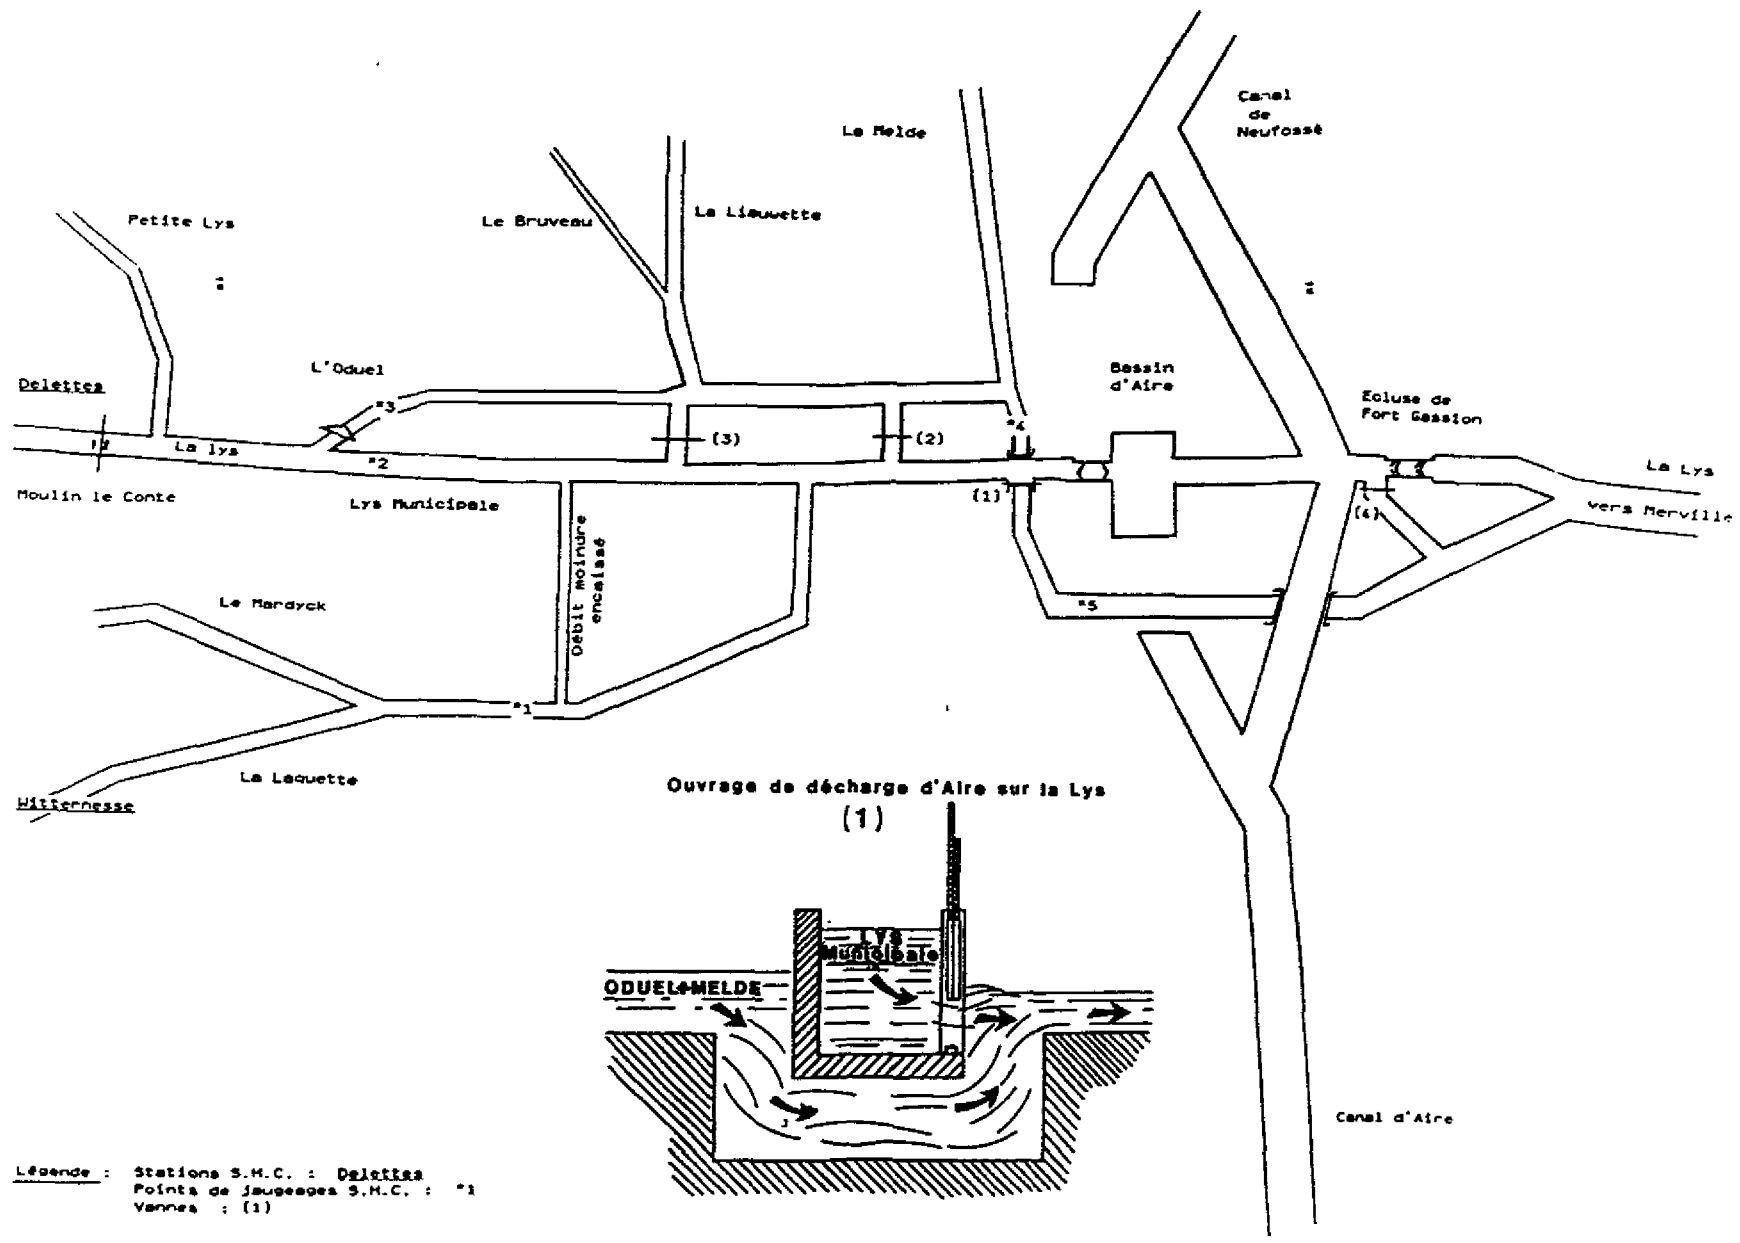 Canal
de
Neufossé
La Melde
Petite Lys
Le Bruveau
La Liauwette
L'Oduel
Bassin
d'Aire
Delettes
Ecluse de
Fort Gassion
*3
*4
(3)
(2)
La lys
*2
La Lys
vers Merville
Moulin le Conte
Lys Municipale
(1)
(4)
Débit moindre
encaissé
Le Mardyck
*5
*1
La Laquette
Witternesse
Ouvrage de décharge d'Aire sur la Lys
(1)
LYS
Municipale
ODUEL+MELDE
Canal d'Aire
Légende : Stations S.H.C. : Delettes
Points de jaugeages S.H.C. : *1
Vannes : (1)